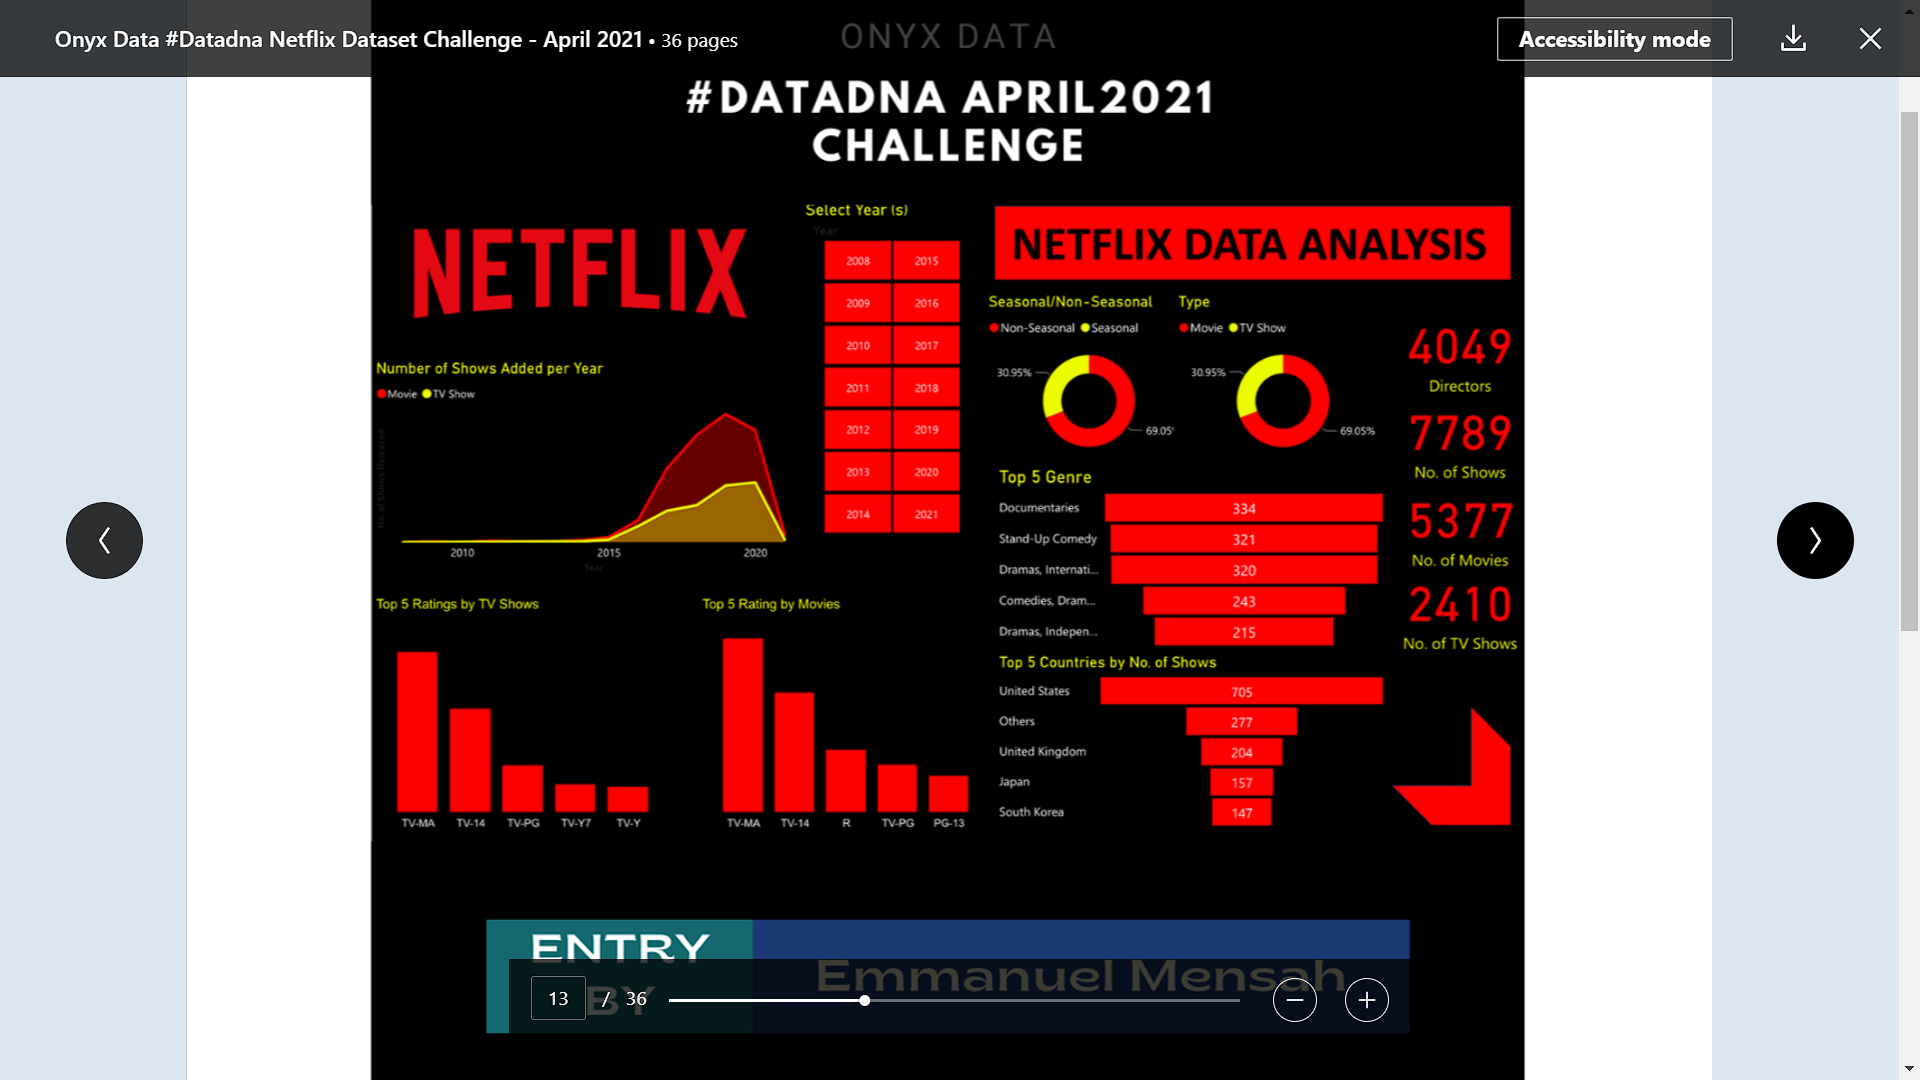 Onyx Data #Datadna Netflix Dataset Challenge - April 2021 • 36 pages
Accessibility mode
ONYX DATA
#DATADNA APRIL2021
CHALLENGE
NETFLIX
Select Year (s)
Year
2008 2015
2009 2016
2010 2017
2011 2018
2012 2019
2013 2020
2014 2021
NETFLIX DATA ANALYSIS
Number of Shows Added per Year
Movie TV Show
No. of Shows Released
2010 2015 2020
Year
Seasonal/Non-Seasonal
Non-Seasonal Seasonal
30.95%
69.05
Type
Movie TV Show
30.95%
69.05%
4049
Directors
7789
No. of Shows
5377
No. of Movies
2410
No. of TV Shows
Top 5 Genre
Documentaries 334
Stand-Up Comedy 321
Dramas, Internati... 320
Comedies, Dram... 243
Dramas, Indepen... 215
Top 5 Ratings by TV Shows
TV-MA TV-14 TV-PG TV-Y7 TV-Y
Top 5 Rating by Movies
TV-MA TV-14 R TV-PG PG-13
Top 5 Countries by No. of Shows
United States 705
Others 277
United Kingdom 204
Japan 157
South Korea 147
ENTRY
BY
Emmanuel Mensah
13 / 36